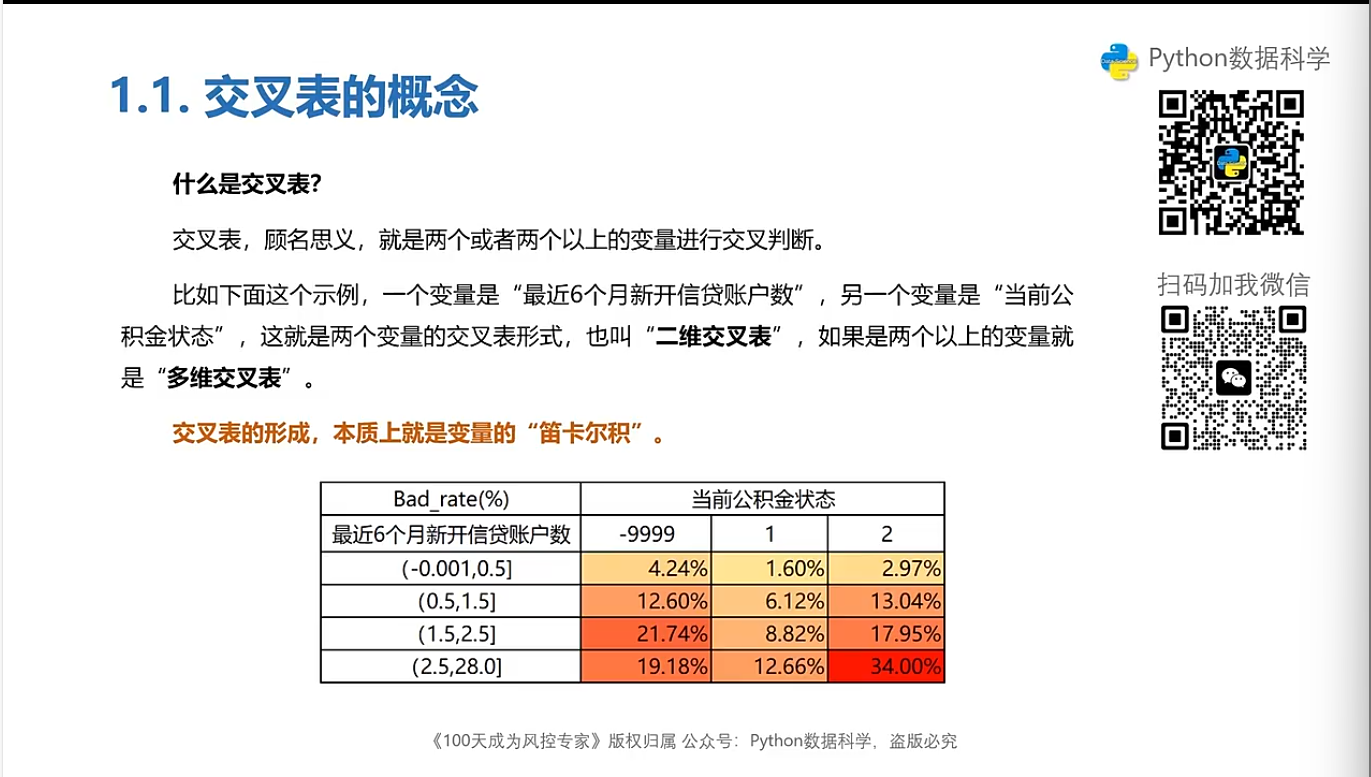 Python数据科学
1.1. 交叉表的概念
什么是交叉表？
交叉表，顾名思义，就是两个或者两个以上的变量进行交叉判断。
比如下面这个示例，一个变量是“最近6个月新开信贷账户数”，另一个变量是“当前公
积金状态”，这就是两个变量的交叉表形式，也叫“二维交叉表”，如果是两个以上的变量就
是“多维交叉表”。
交叉表的形成，本质上就是变量的“笛卡尔积”。
扫码加我微信
Bad_rate(%) 当前公积金状态
最近6个月新开信贷账户数 -9999 1 2
(-0.001,0.5] 4.24% 1.60% 2.97%
(0.5,1.5] 12.60% 6.12% 13.04%
(1.5,2.5] 21.74% 8.82% 17.95%
(2.5,28.0] 19.18% 12.66% 34.00%
《100天成为风控专家》版权归属 公众号：Python数据科学，盗版必究